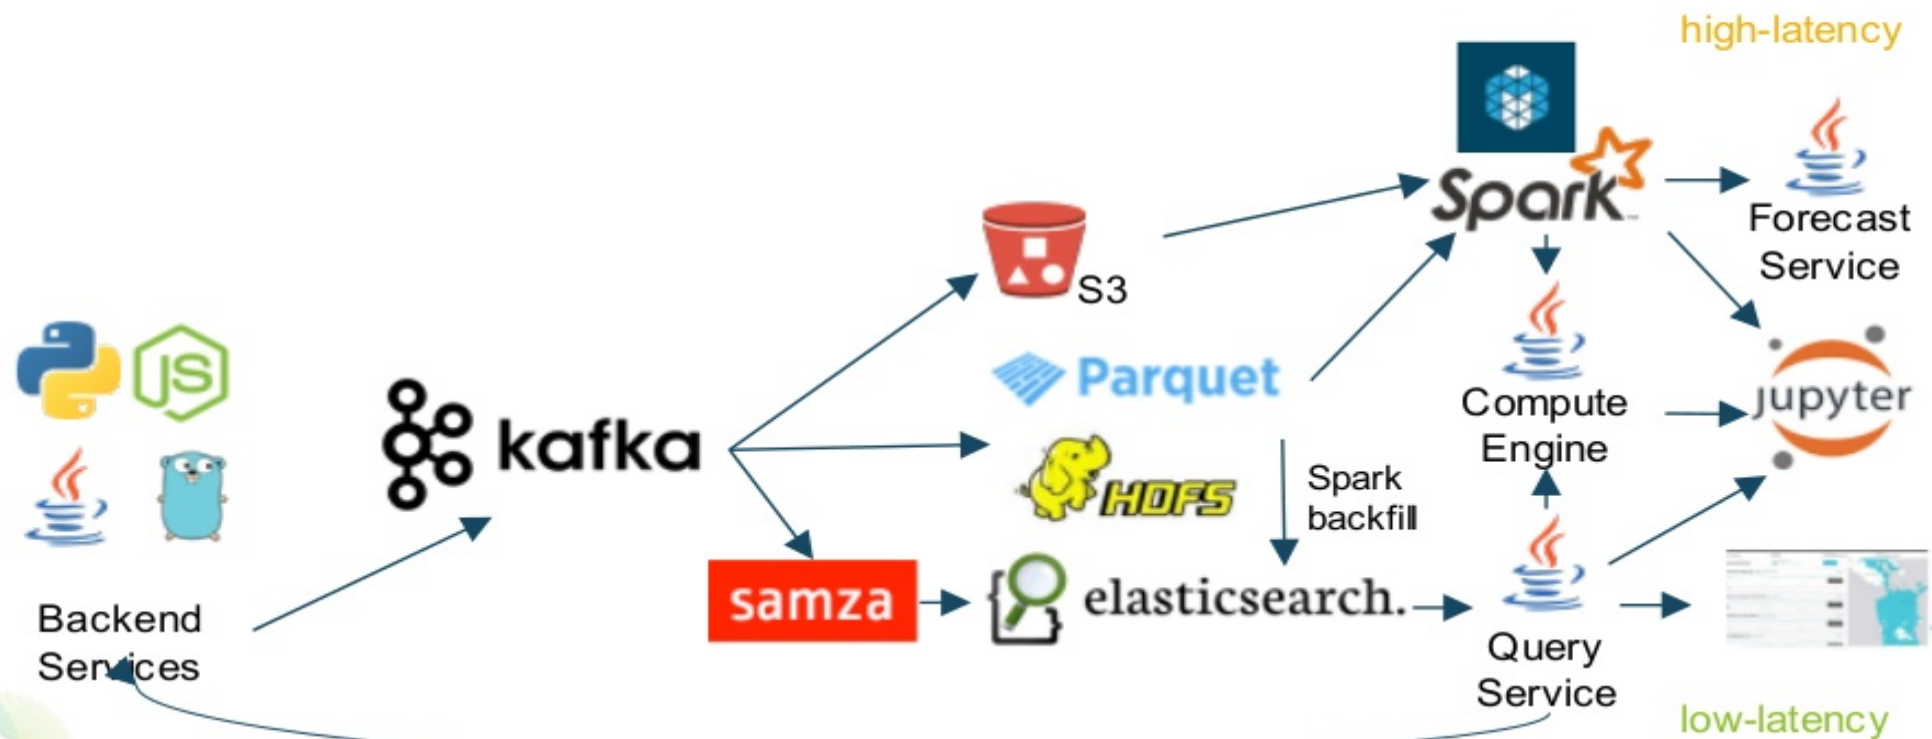 high-latency
Spark
Forecast
Service
S3
JS
Parquet
Compute
Engine
jupyter
kafka
HDFS
Spark
backfill
samza
elasticsearch.
Backend
Services
Query
Service
low-latency